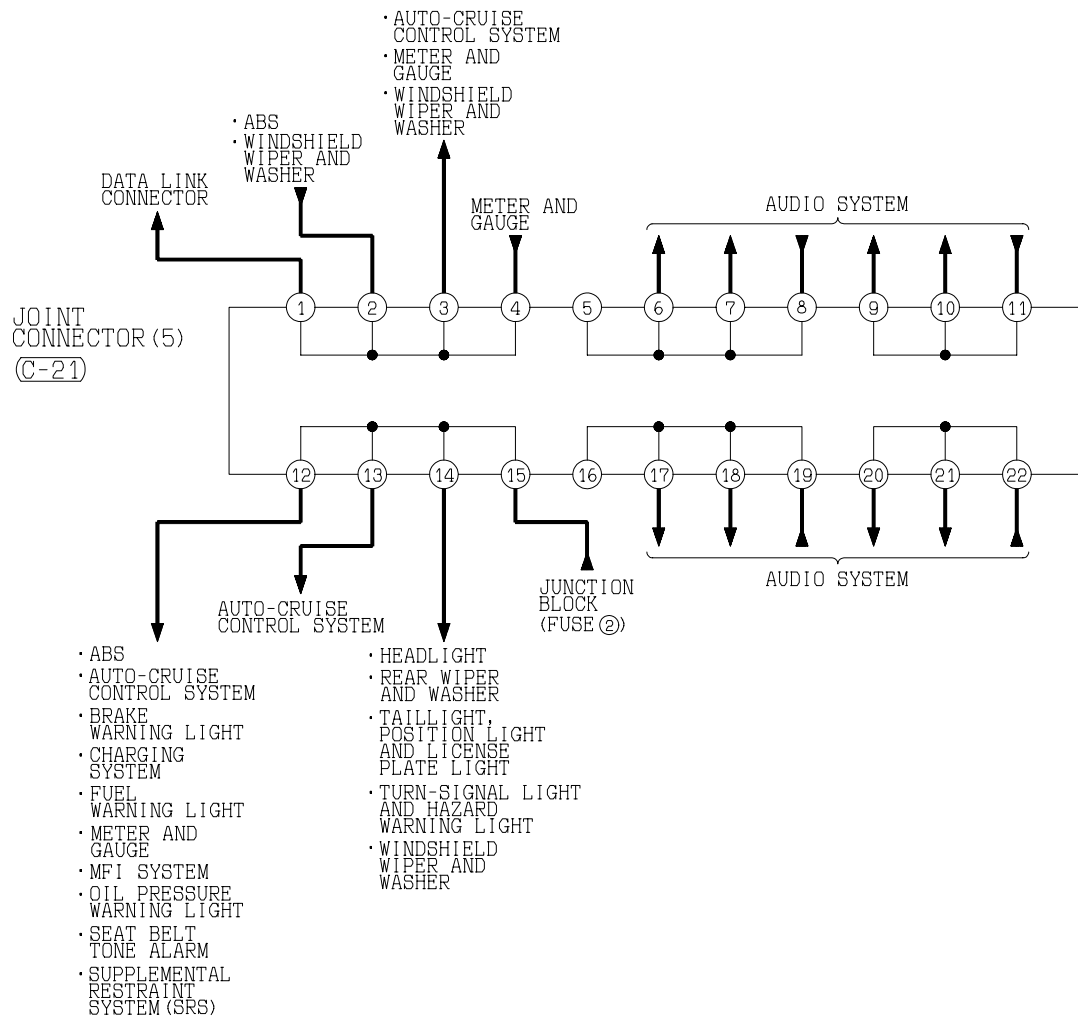 · AUTO-CRUISE
CONTROL SYSTEM
· METER AND
GAUGE
· WINDSHIELD
WIPER AND
WASHER
· ABS
· WINDSHIELD
WIPER AND
WASHER
DATA LINK
CONNECTOR
METER AND
GAUGE
AUDIO SYSTEM
1 2 3 4 5 6 7 8 9 10 11
JOINT
CONNECTOR (5)
C-21
12 13 14 15 16 17 18 19 20 21 22
AUTO-CRUISE
CONTROL SYSTEM
JUNCTION
BLOCK
(FUSE ②)
AUDIO SYSTEM
· ABS
· AUTO-CRUISE
CONTROL SYSTEM
· BRAKE
WARNING LIGHT
· CHARGING
SYSTEM
· FUEL
WARNING LIGHT
· METER AND
GAUGE
· MFI SYSTEM
· OIL PRESSURE
WARNING LIGHT
· SEAT BELT
TONE ALARM
· SUPPLEMENTAL
RESTRAINT
SYSTEM (SRS)
· HEADLIGHT
· REAR WIPER
AND WASHER
· TAILLIGHT,
POSITION LIGHT
AND LICENSE
PLATE LIGHT
· TURN-SIGNAL LIGHT
AND HAZARD
WARNING LIGHT
· WINDSHIELD
WIPER AND
WASHER